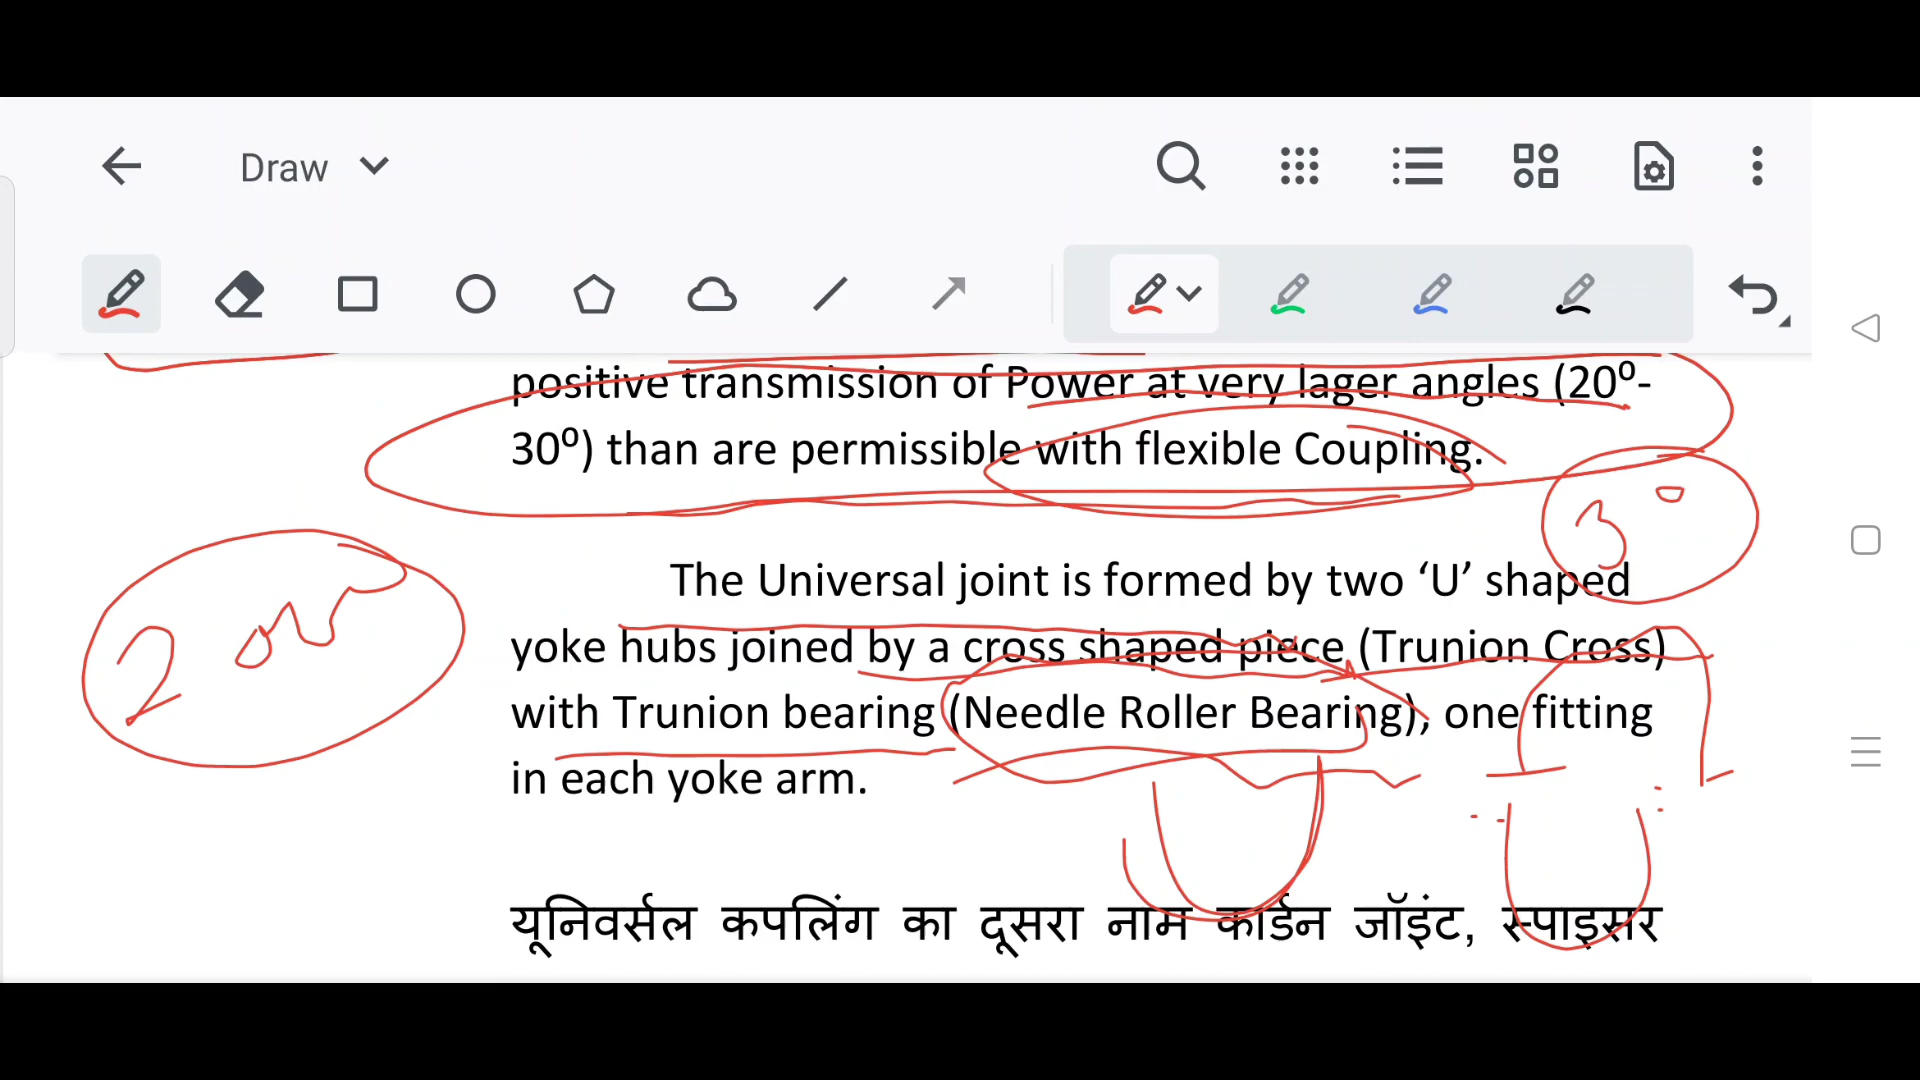 Draw
positive transmission of Power at very lager angles (20⁰-
30⁰) than are permissible with flexible Coupling.
3°
The Universal joint is formed by two ‘U’ shaped
yoke hubs joined by a cross shaped piece (Trunion Cross)
with Trunion bearing (Needle Roller Bearing), one fitting
in each yoke arm.
यूनिवर्सल कपलिंग का दूसरा नाम कार्डन जॉइंट, स्पाइसर